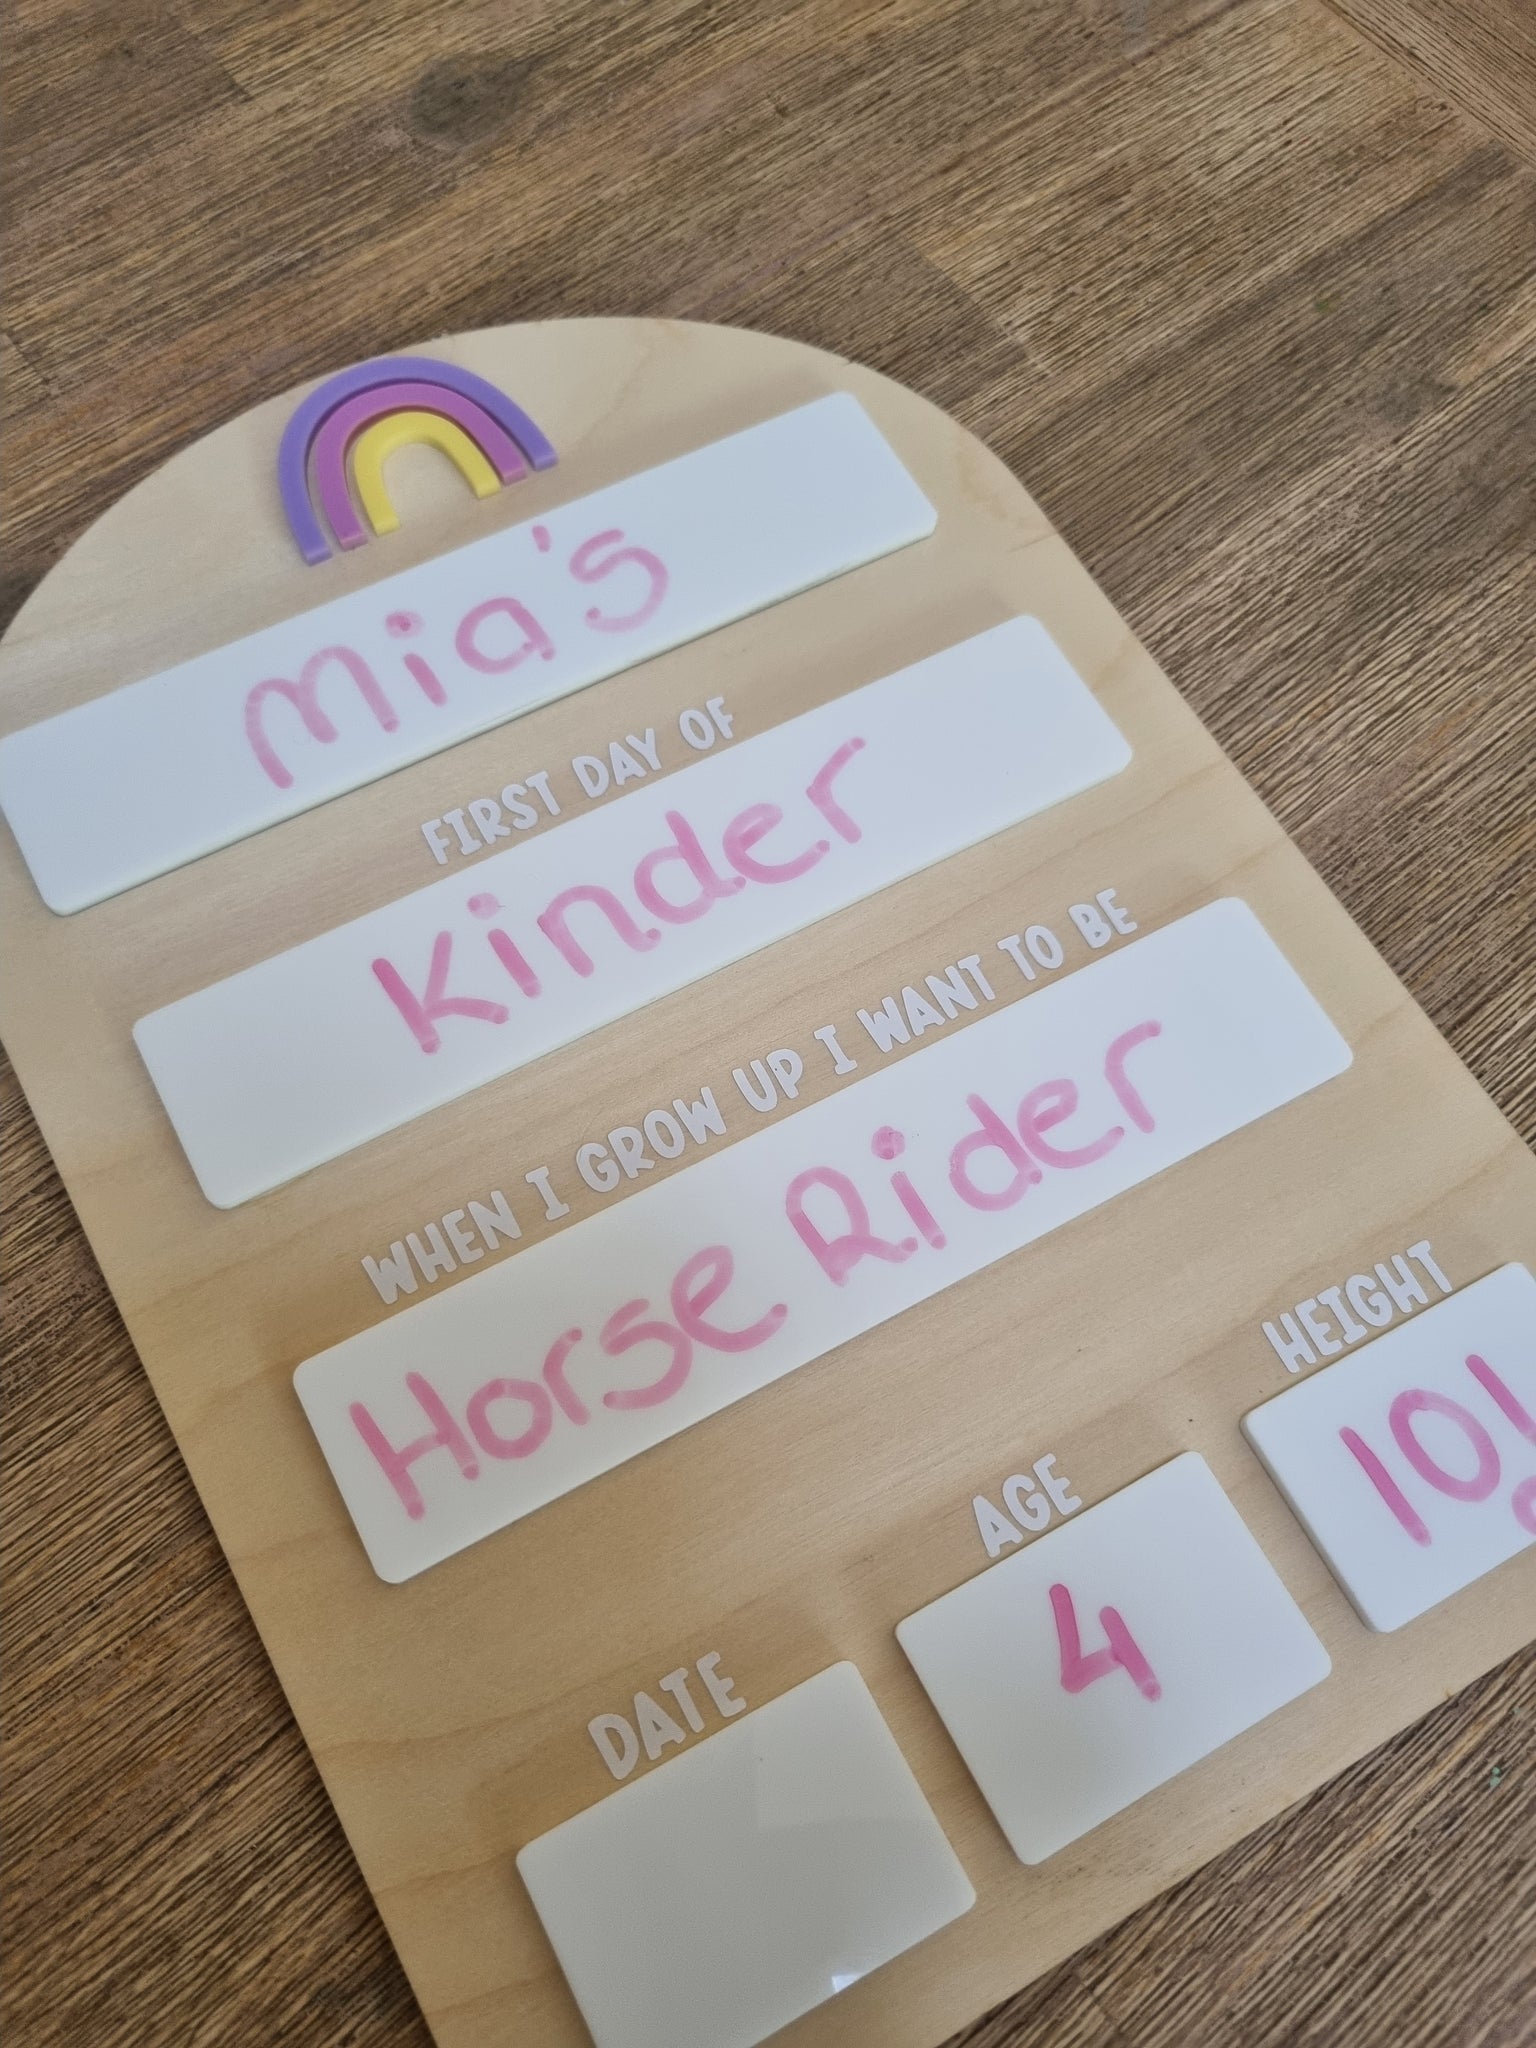 Mia's
FIRST DAY OF
Kinder
WHEN I GROW UP I WANT TO BE
Horse Rider
DATE
AGE
HEIGHT
4